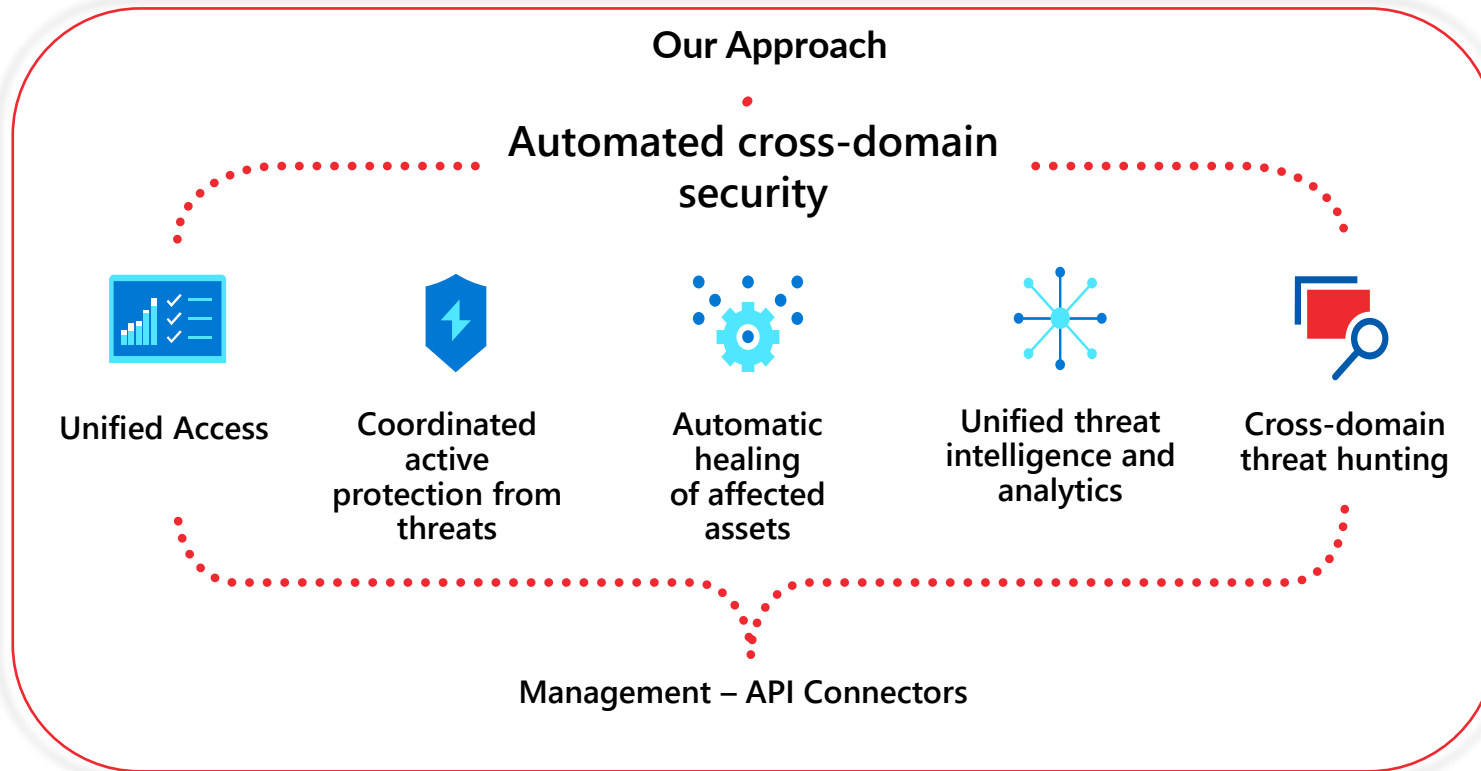 Our Approach
Automated cross-domain
security
Unified Access
Coordinated
active
protection from
threats
Automatic
healing
of affected
assets
Unified threat
intelligence and
analytics
Cross-domain
threat hunting
Management – API Connectors